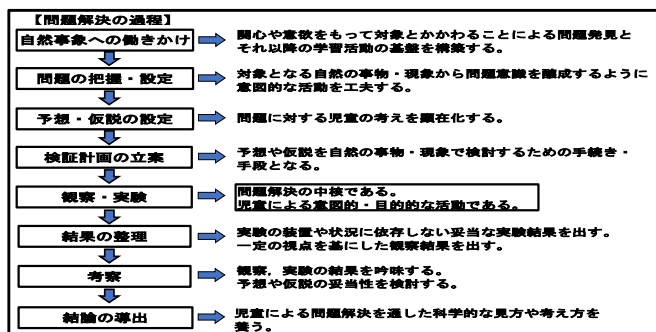 【問題解決の過程】
自然事象への働きかけ
関心や意欲をもって対象とかかわることによる問題発見と
それ以降の学習活動の基盤を構築する。
問題の把握・設定
対象となる自然の事物・現象から問題意識を醸成するように
意図的な活動を工夫する。
予想・仮説の設定
問題に対する児童の考えを顕在化する。
検証計画の立案
予想や仮説を自然の事物・現象で検討するための手続き・
手段となる。
観察・実験
問題解決の中核である。
児童による意図的・目的的な活動である。
結果の整理
実験の装置や状況に依存しない妥当な実験結果を出す。
一定の視点を基にした観察結果を出す。
考察
観察，実験の結果を吟味する。
予想や仮説の妥当性を検討する。
結論の導出
児童による問題解決を通した科学的な見方や考え方を
養う。